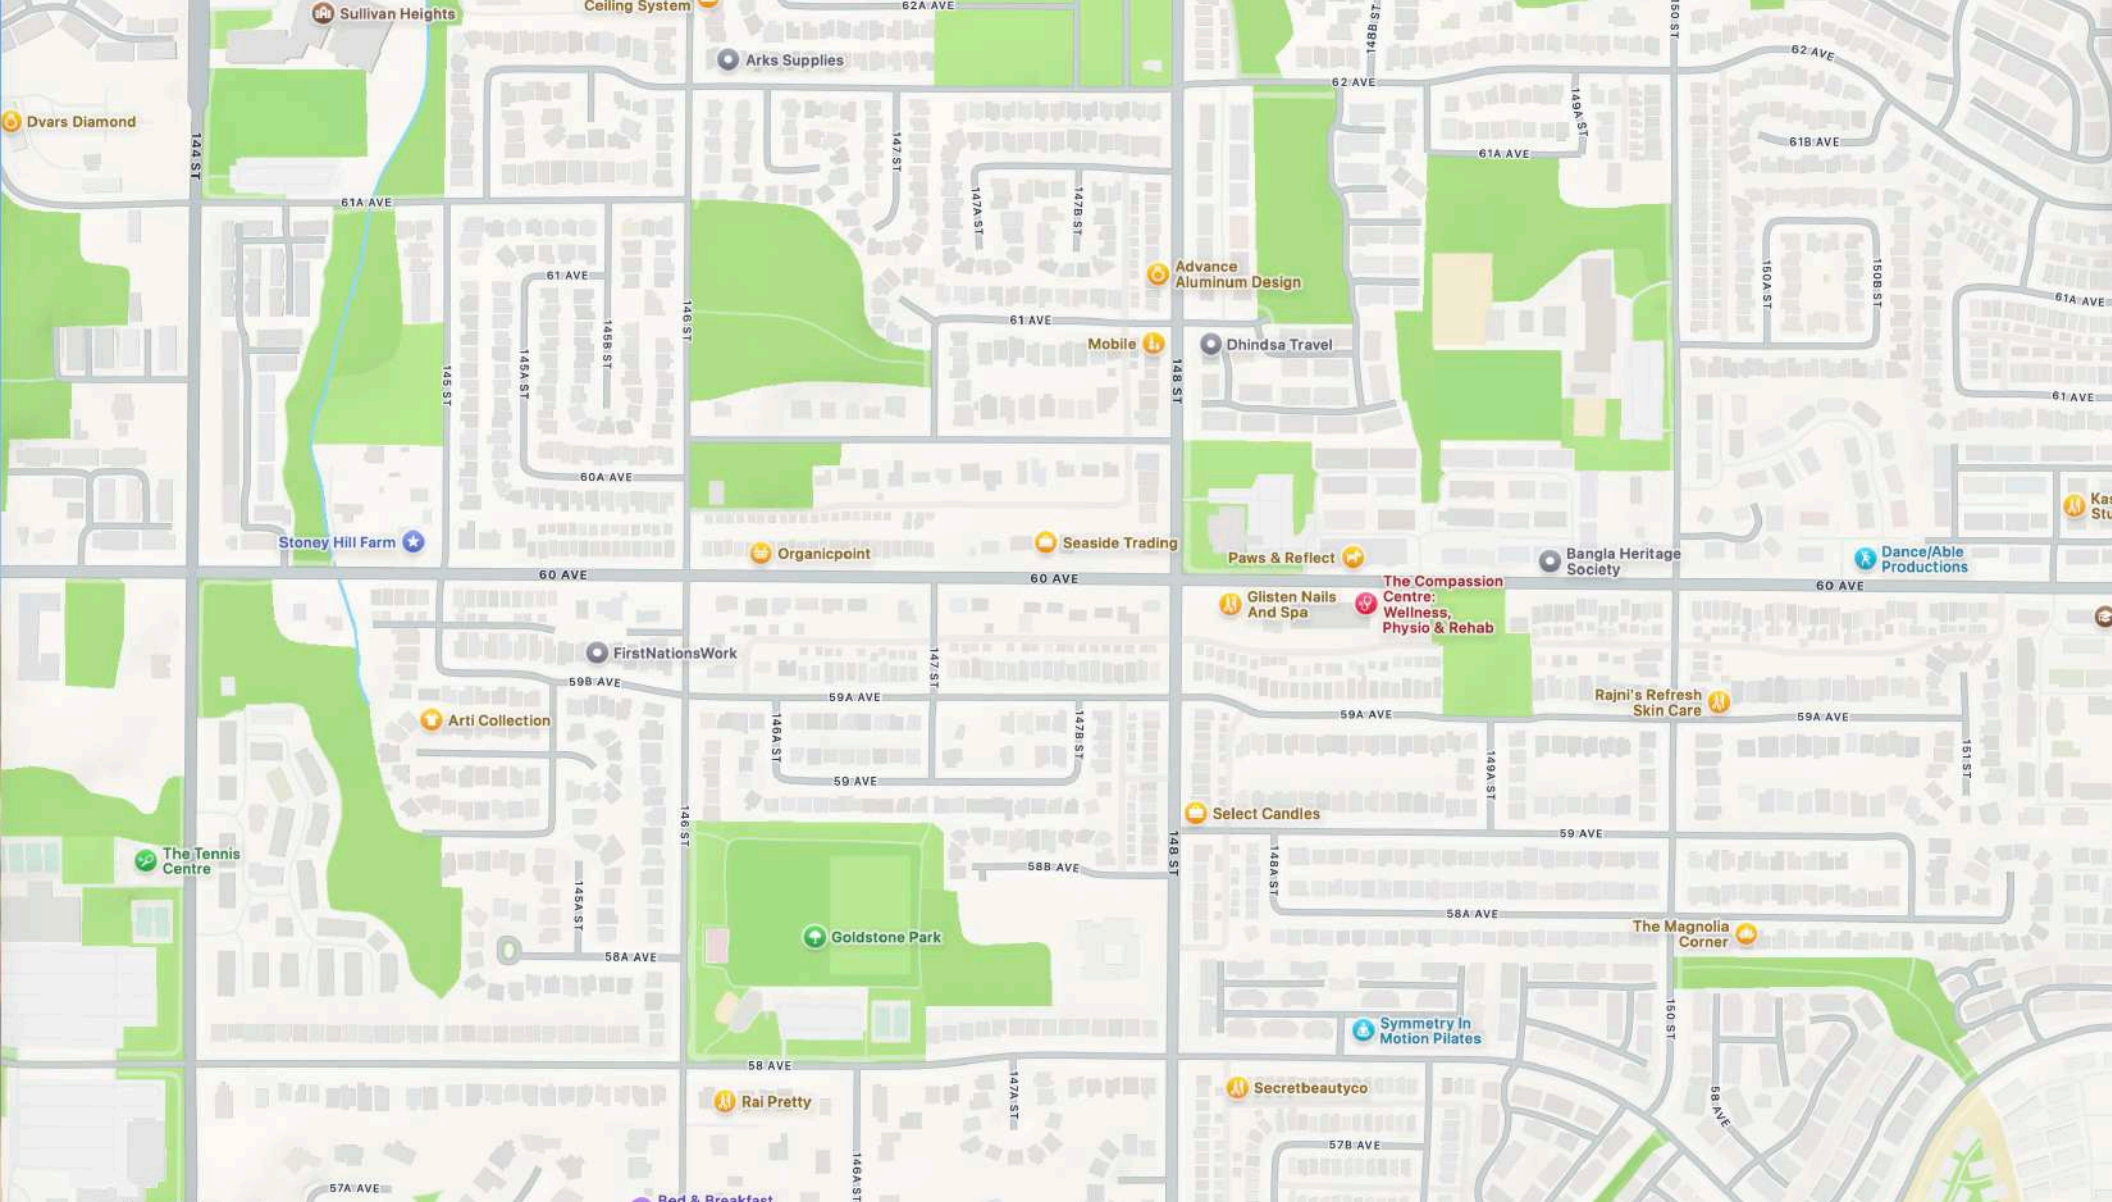 Sullivan Heights
Ceiling System
62A AVE
148B ST
150 ST
Arks Supplies
62 AVE
62 AVE
Dvars Diamond
144 ST
147 ST
149A ST
61A AVE
61B AVE
61A AVE
147A ST
147B ST
Advance
Aluminum Design
150A ST
150B ST
61 AVE
61A AVE
146 ST
61 AVE
145B ST
Mobile
Dhindsa Travel
145 ST
145A ST
148 ST
61 AVE
60A AVE
Stoney Hill Farm
Organicpoint
Seaside Trading
Paws & Reflect
Bangla Heritage
Society
Dance/Able
Productions
60 AVE
60 AVE
60 AVE
The Compassion
Centre:
Wellness,
Physio & Rehab
Glisten Nails
And Spa
FirstNationsWork
147 ST
59B AVE
59A AVE
Rajni's Refresh
Skin Care
59A AVE
59A AVE
Arti Collection
146A ST
147B ST
149A ST
151 ST
59 AVE
146 ST
Select Candles
59 AVE
The Tennis
Centre
148 ST
58B AVE
148A ST
145A ST
58A AVE
Goldstone Park
The Magnolia
Corner
58A AVE
150 ST
Symmetry In
Motion Pilates
58 AVE
147A ST
Rai Pretty
Secretbeautyco
58 AVE
57B AVE
146A ST
57A AVE
Bed & Breakfast